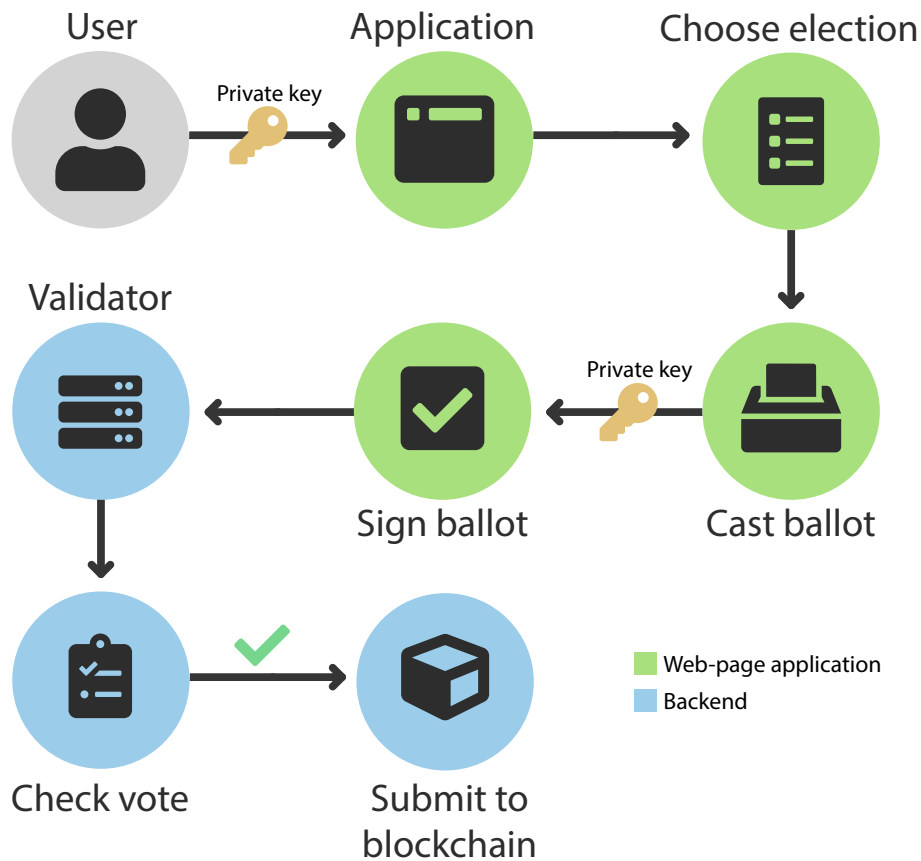 User
Application
Choose election
Private key
Validator
Private key
Sign ballot
Cast ballot
Web-page application
Backend
Check vote
Submit to
blockchain